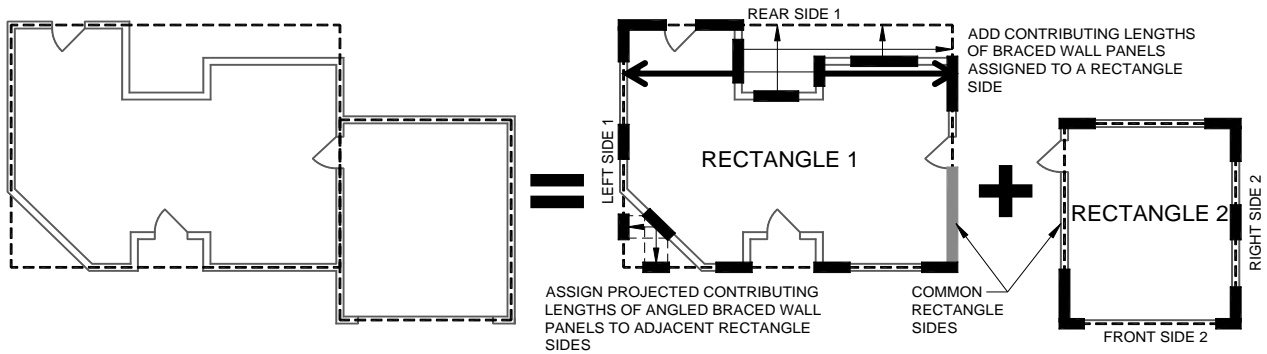 REAR SIDE 1
ADD CONTRIBUTING LENGTHS
OF BRACED WALL PANELS
ASSIGNED TO A RECTANGLE
SIDE
LEFT SIDE 1
RECTANGLE 1
RECTANGLE 2
RIGHT SIDE 2
ASSIGN PROJECTED CONTRIBUTING
LENGTHS OF ANGLED BRACED WALL
PANELS TO ADJACENT RECTANGLE
SIDES
COMMON
RECTANGLE
SIDES
FRONT SIDE 2